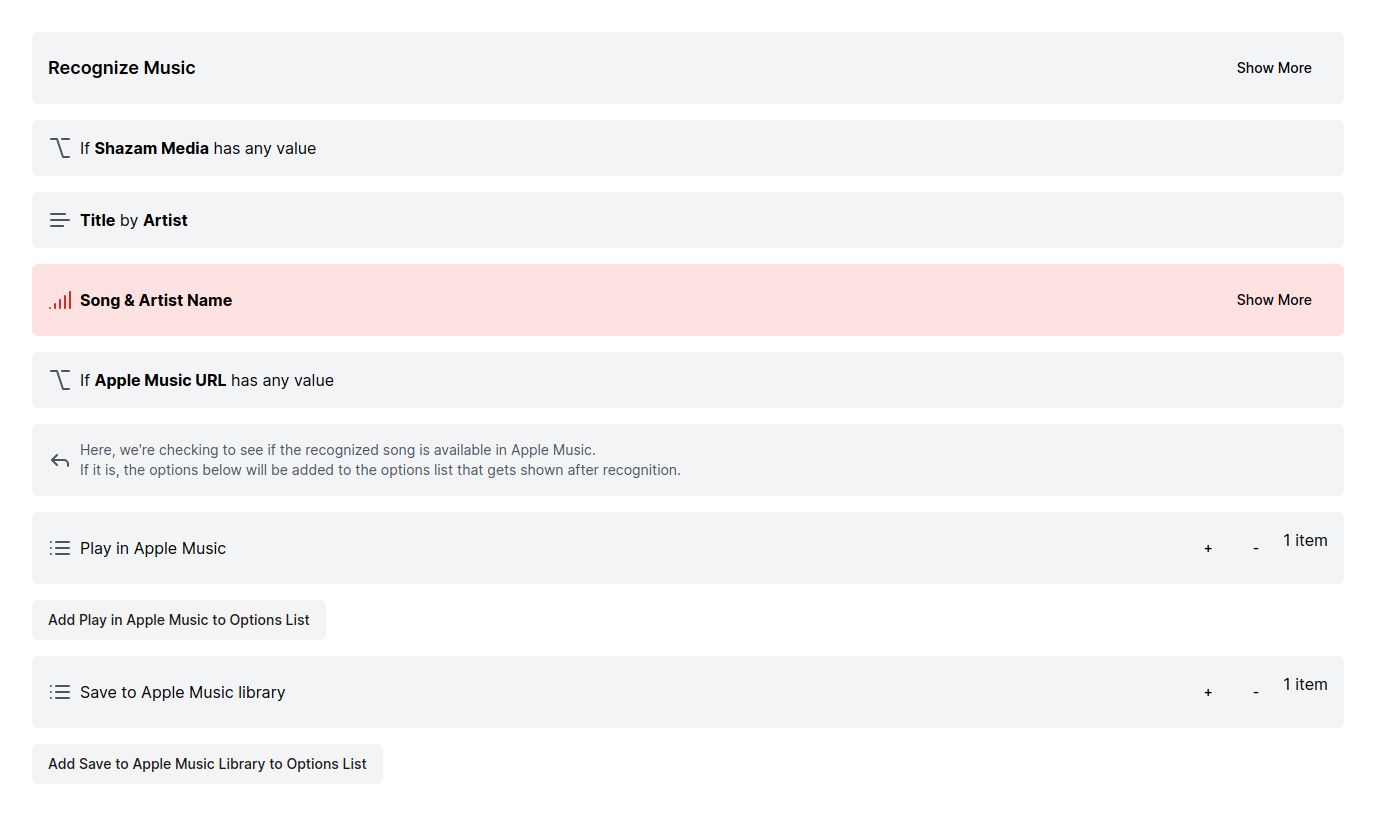 Recognize Music
Show More
If Shazam Media has any value
Title by Artist
Song & Artist Name
Show More
If Apple Music URL has any value
Here, we're checking to see if the recognized song is available in Apple Music.
If it is, the options below will be added to the options list that gets shown after recognition.
Play in Apple Music
+ - 1 item
Add Play in Apple Music to Options List
Save to Apple Music library
+ - 1 item
Add Save to Apple Music Library to Options List